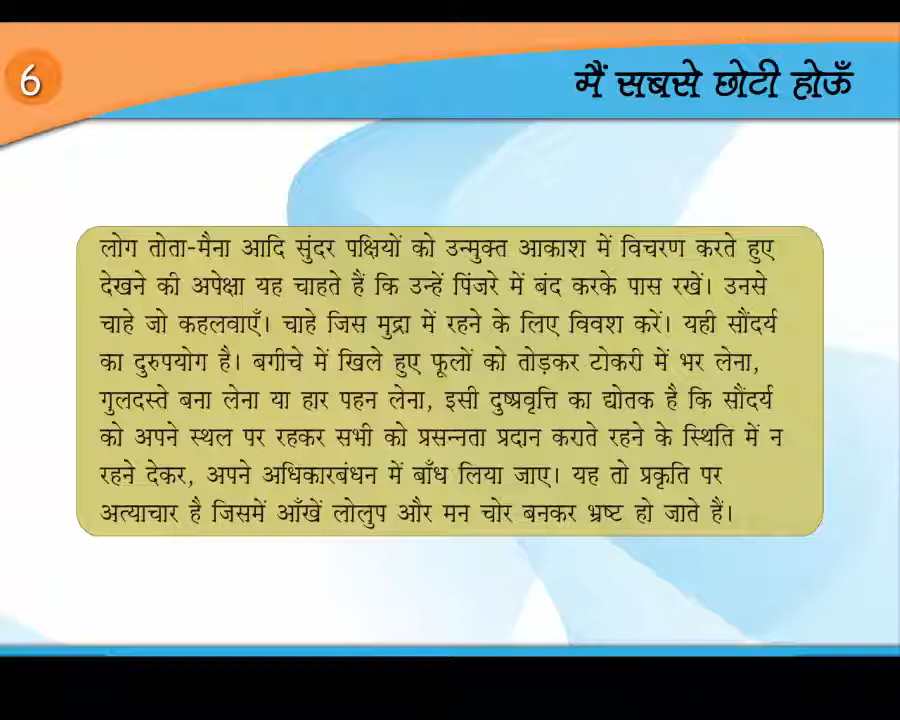 6
मैं सबसे छोटी होऊँ
लोग तोता-मैना आदि सुंदर पक्षियों को उन्मुक्त आकाश में विचरण करते हुए
देखने की अपेक्षा यह चाहते हैं कि उन्हें पिंजरे में बंद करके पास रखें। उनसे
चाहे जो कहलवाएँ। चाहे जिस मुद्रा में रहने के लिए विवश करें। यही सौंदर्य
का दुरुपयोग है। बगीचे में खिले हुए फूलों को तोड़कर टोकरी में भर लेना,
गुलदस्ते बना लेना या हार पहन लेना, इसी दुष्प्रवृत्ति का द्योतक है कि सौंदर्य
को अपने स्थल पर रहकर सभी को प्रसन्नता प्रदान कराते रहने के स्थिति में न
रहने देकर, अपने अधिकारबंधन में बाँध लिया जाए। यह तो प्रकृति पर
अत्याचार है जिसमें आँखें लोलुप और मन चोर बनकर भ्रष्ट हो जाते हैं।